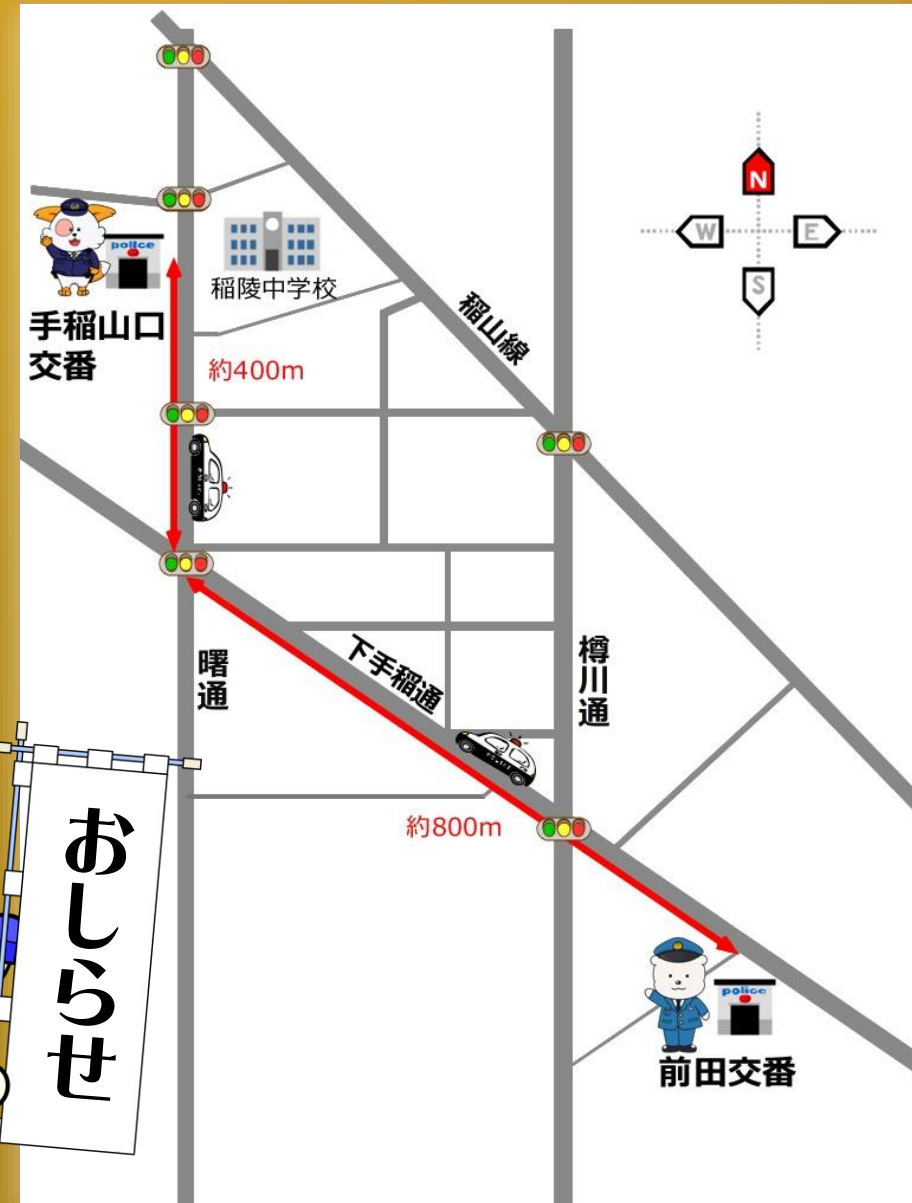 N
W
E
S
police
手稲山口
交番
稲陵中学校
稲山線
約400m
曙通
下手稲通
樽川通
約800m
おしらせ
police
前田交番